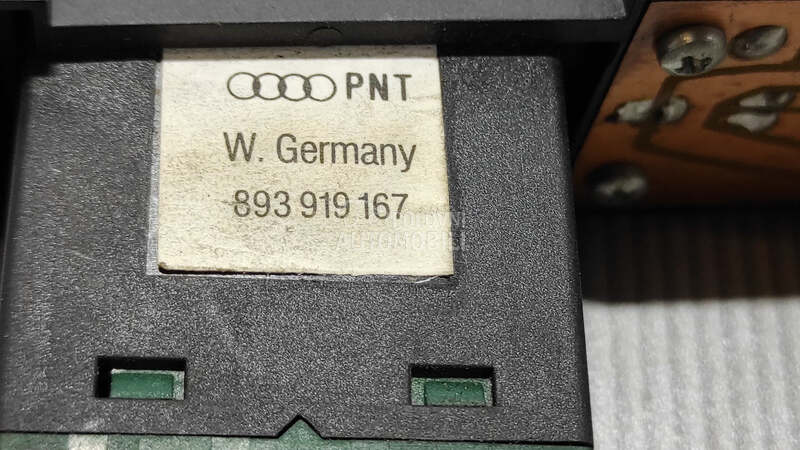 PNT
W. Germany
893 919 167